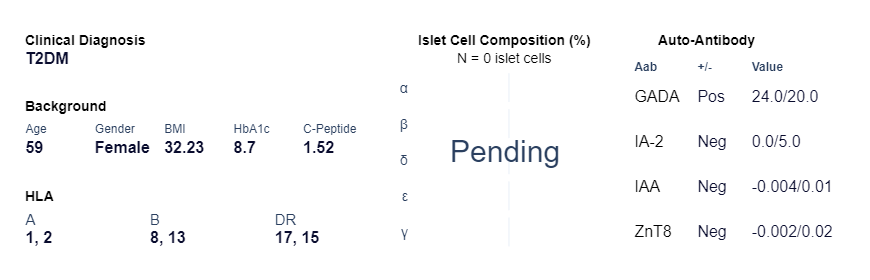 Clinical Diagnosis
T2DM
Background
Age Gender BMI HbA1c C-Peptide
59 Female 32.23 8.7 1.52
HLA
A B DR
1, 2 8, 13 17, 15
Islet Cell Composition (%)
N = 0 islet cells
α
β
δ
ε
γ
Pending
Auto-Antibody
Aab +/- Value
GADA Pos 24.0/20.0
IA-2 Neg 0.0/5.0
IAA Neg -0.004/0.01
ZnT8 Neg -0.002/0.02